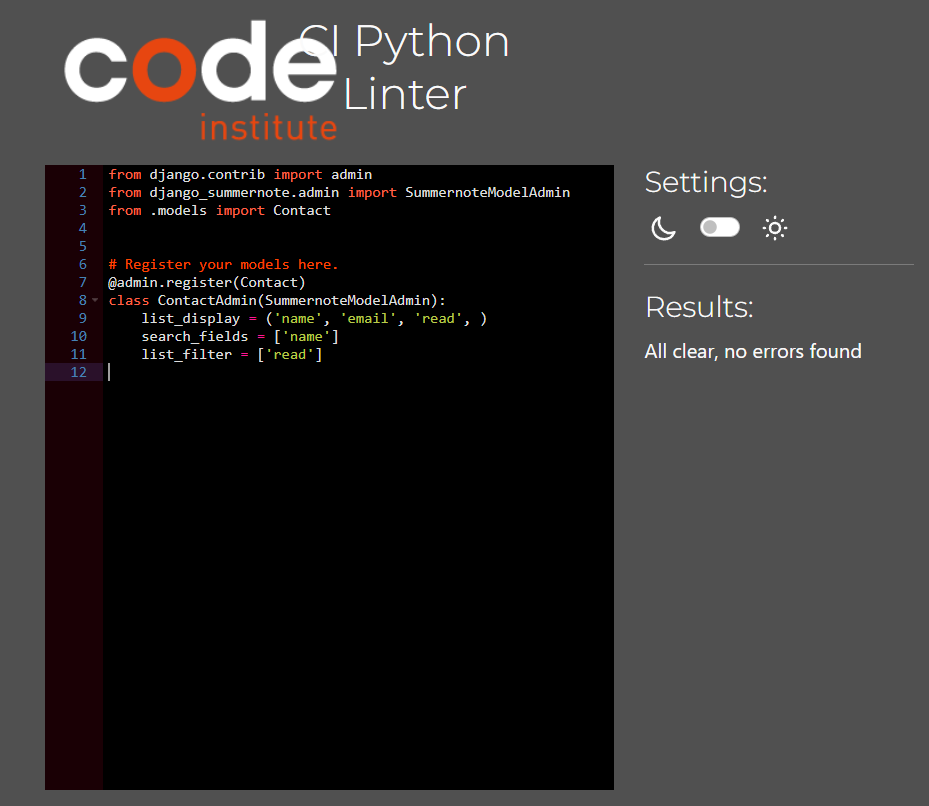 code
institute
CI Python
Linter
1 from django.contrib import admin
2 from django_summernote.admin import SummernoteModelAdmin
3 from .models import Contact
4
5
6 # Register your models here.
7 @admin.register(Contact)
8 class ContactAdmin(SummernoteModelAdmin):
9     list_display = ('name', 'email', 'read', )
10     search_fields = ['name']
11     list_filter = ['read']
12
Settings:
Results:
All clear, no errors found